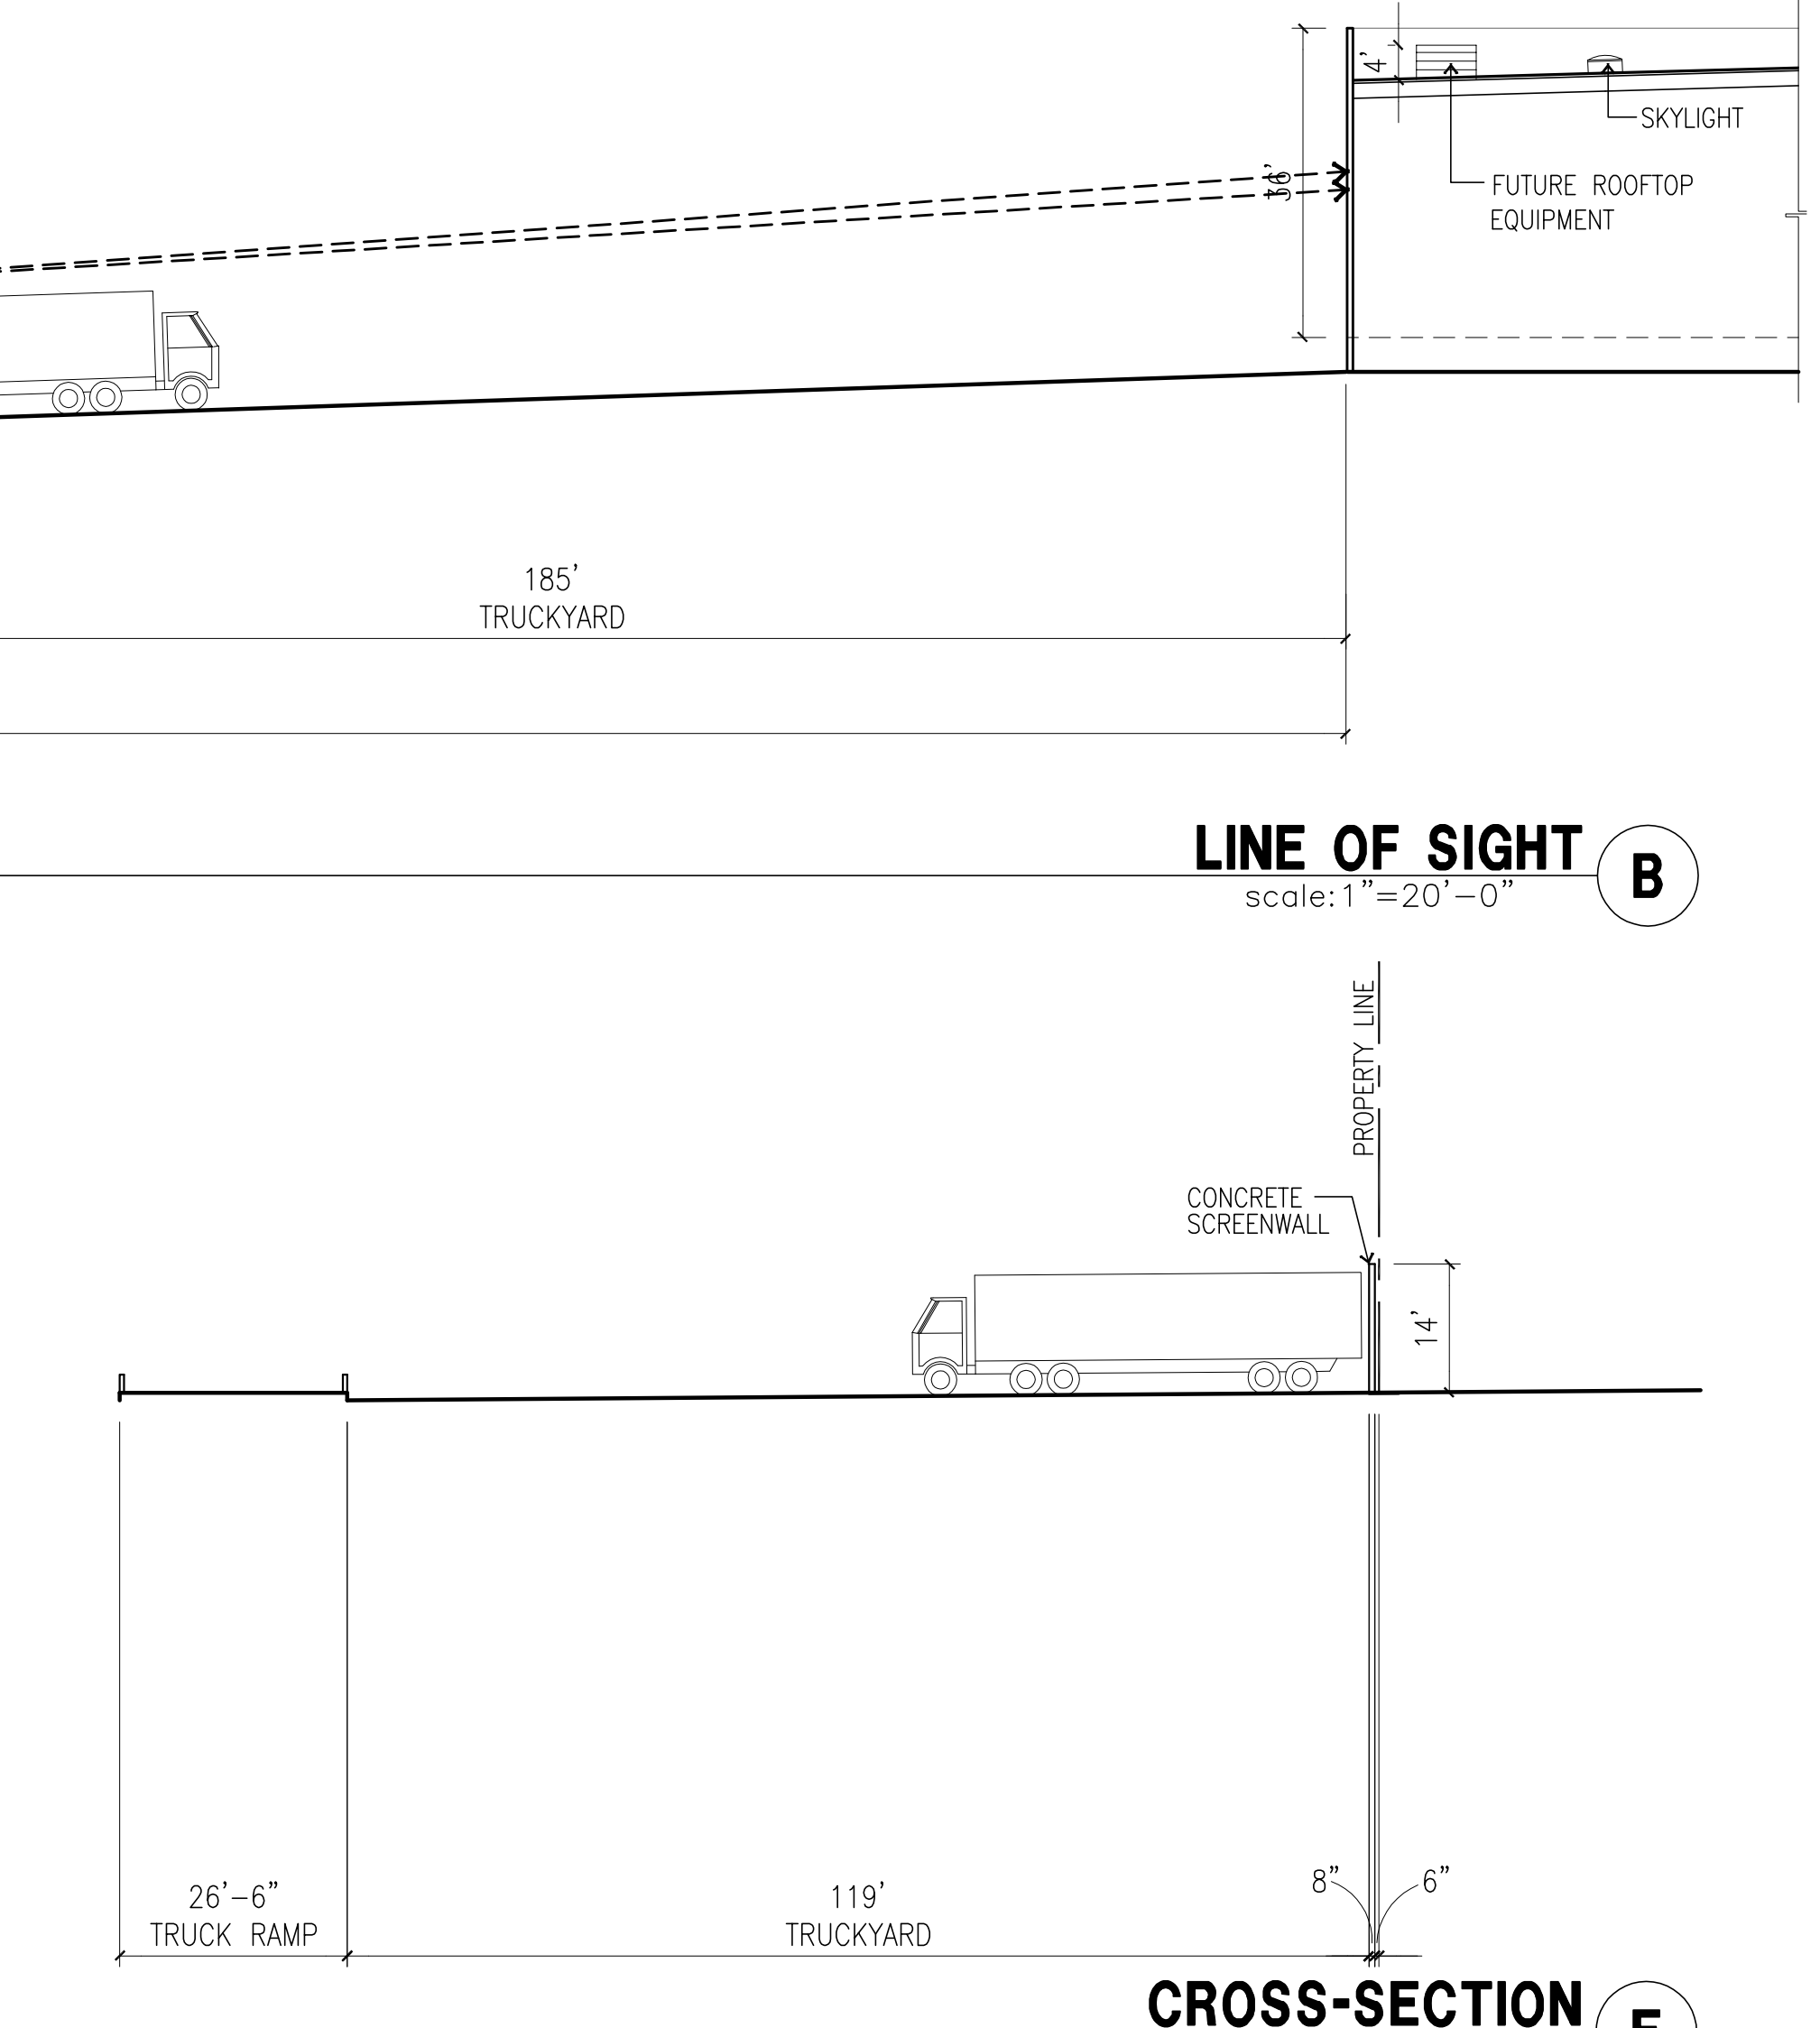 4'
SKYLIGHT
36'
FUTURE ROOFTOP
EQUIPMENT
185'
TRUCKYARD
LINE OF SIGHT
B
scale:1"=20'-0"
PROPERTY LINE
CONCRETE
SCREENWALL
14'
8"
6"
26'-6"
TRUCK RAMP
119'
TRUCKYARD
CROSS-SECTION